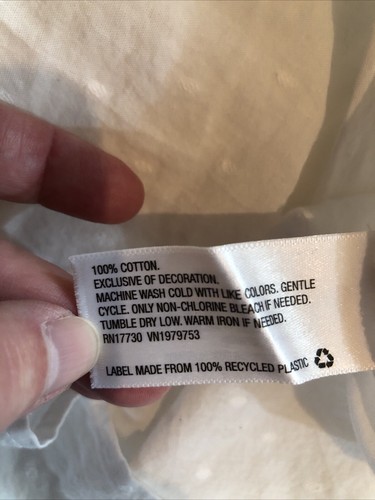 100% COTTON.
EXCLUSIVE OF DECORATION.
MACHINE WASH COLD WITH LIKE COLORS. GENTLE
CYCLE. ONLY NON-CHLORINE BLEACH IF NEEDED.
TUMBLE DRY LOW. WARM IRON IF NEEDED.
RN17730 VN1979753
LABEL MADE FROM 100% RECYCLED PLASTIC